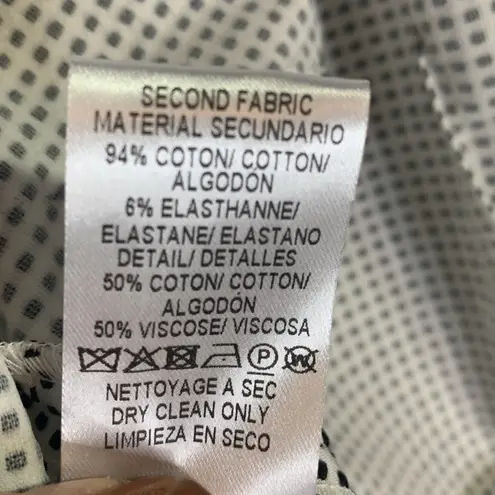 SECOND FABRIC
MATERIAL SECUNDARIO
94% COTON/ COTTON/
ALGODÓN
6% ELASTHANNE/
ELASTANE/ ELASTANO
DETAIL/ DETALLES
50% COTON/ COTTON/
ALGODÓN
50% VISCOSE/ VISCOSA
P W
NETTOYAGE A SEC
DRY CLEAN ONLY
LIMPIEZA EN SECO